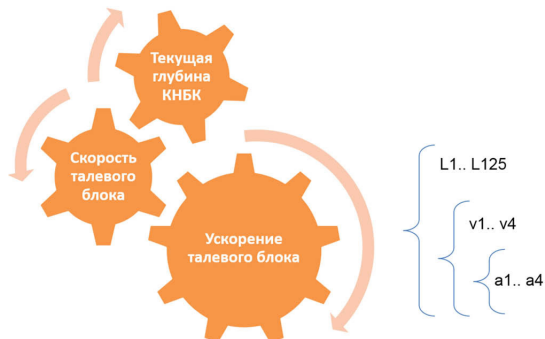 Текущая
глубина
КНБК
Скорость
талевого
блока
Ускорение
талевого блока
L1.. L125
v1.. v4
a1.. a4